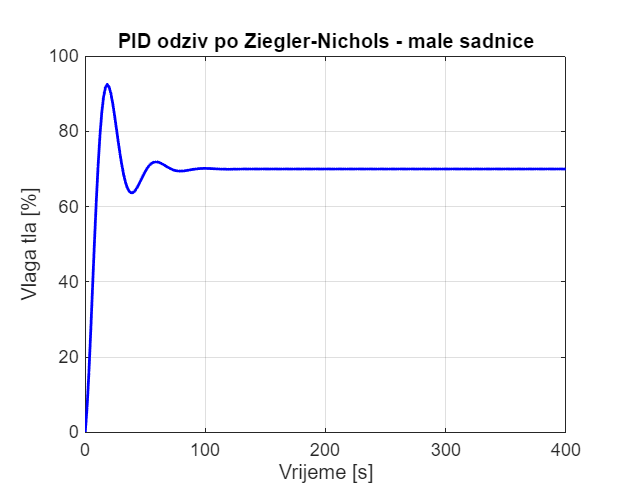 PID odziv po Ziegler-Nichols - male sadnice
Vlaga tla [%]
100
80
60
40
20
0
0 100 200 300 400
Vrijeme [s]